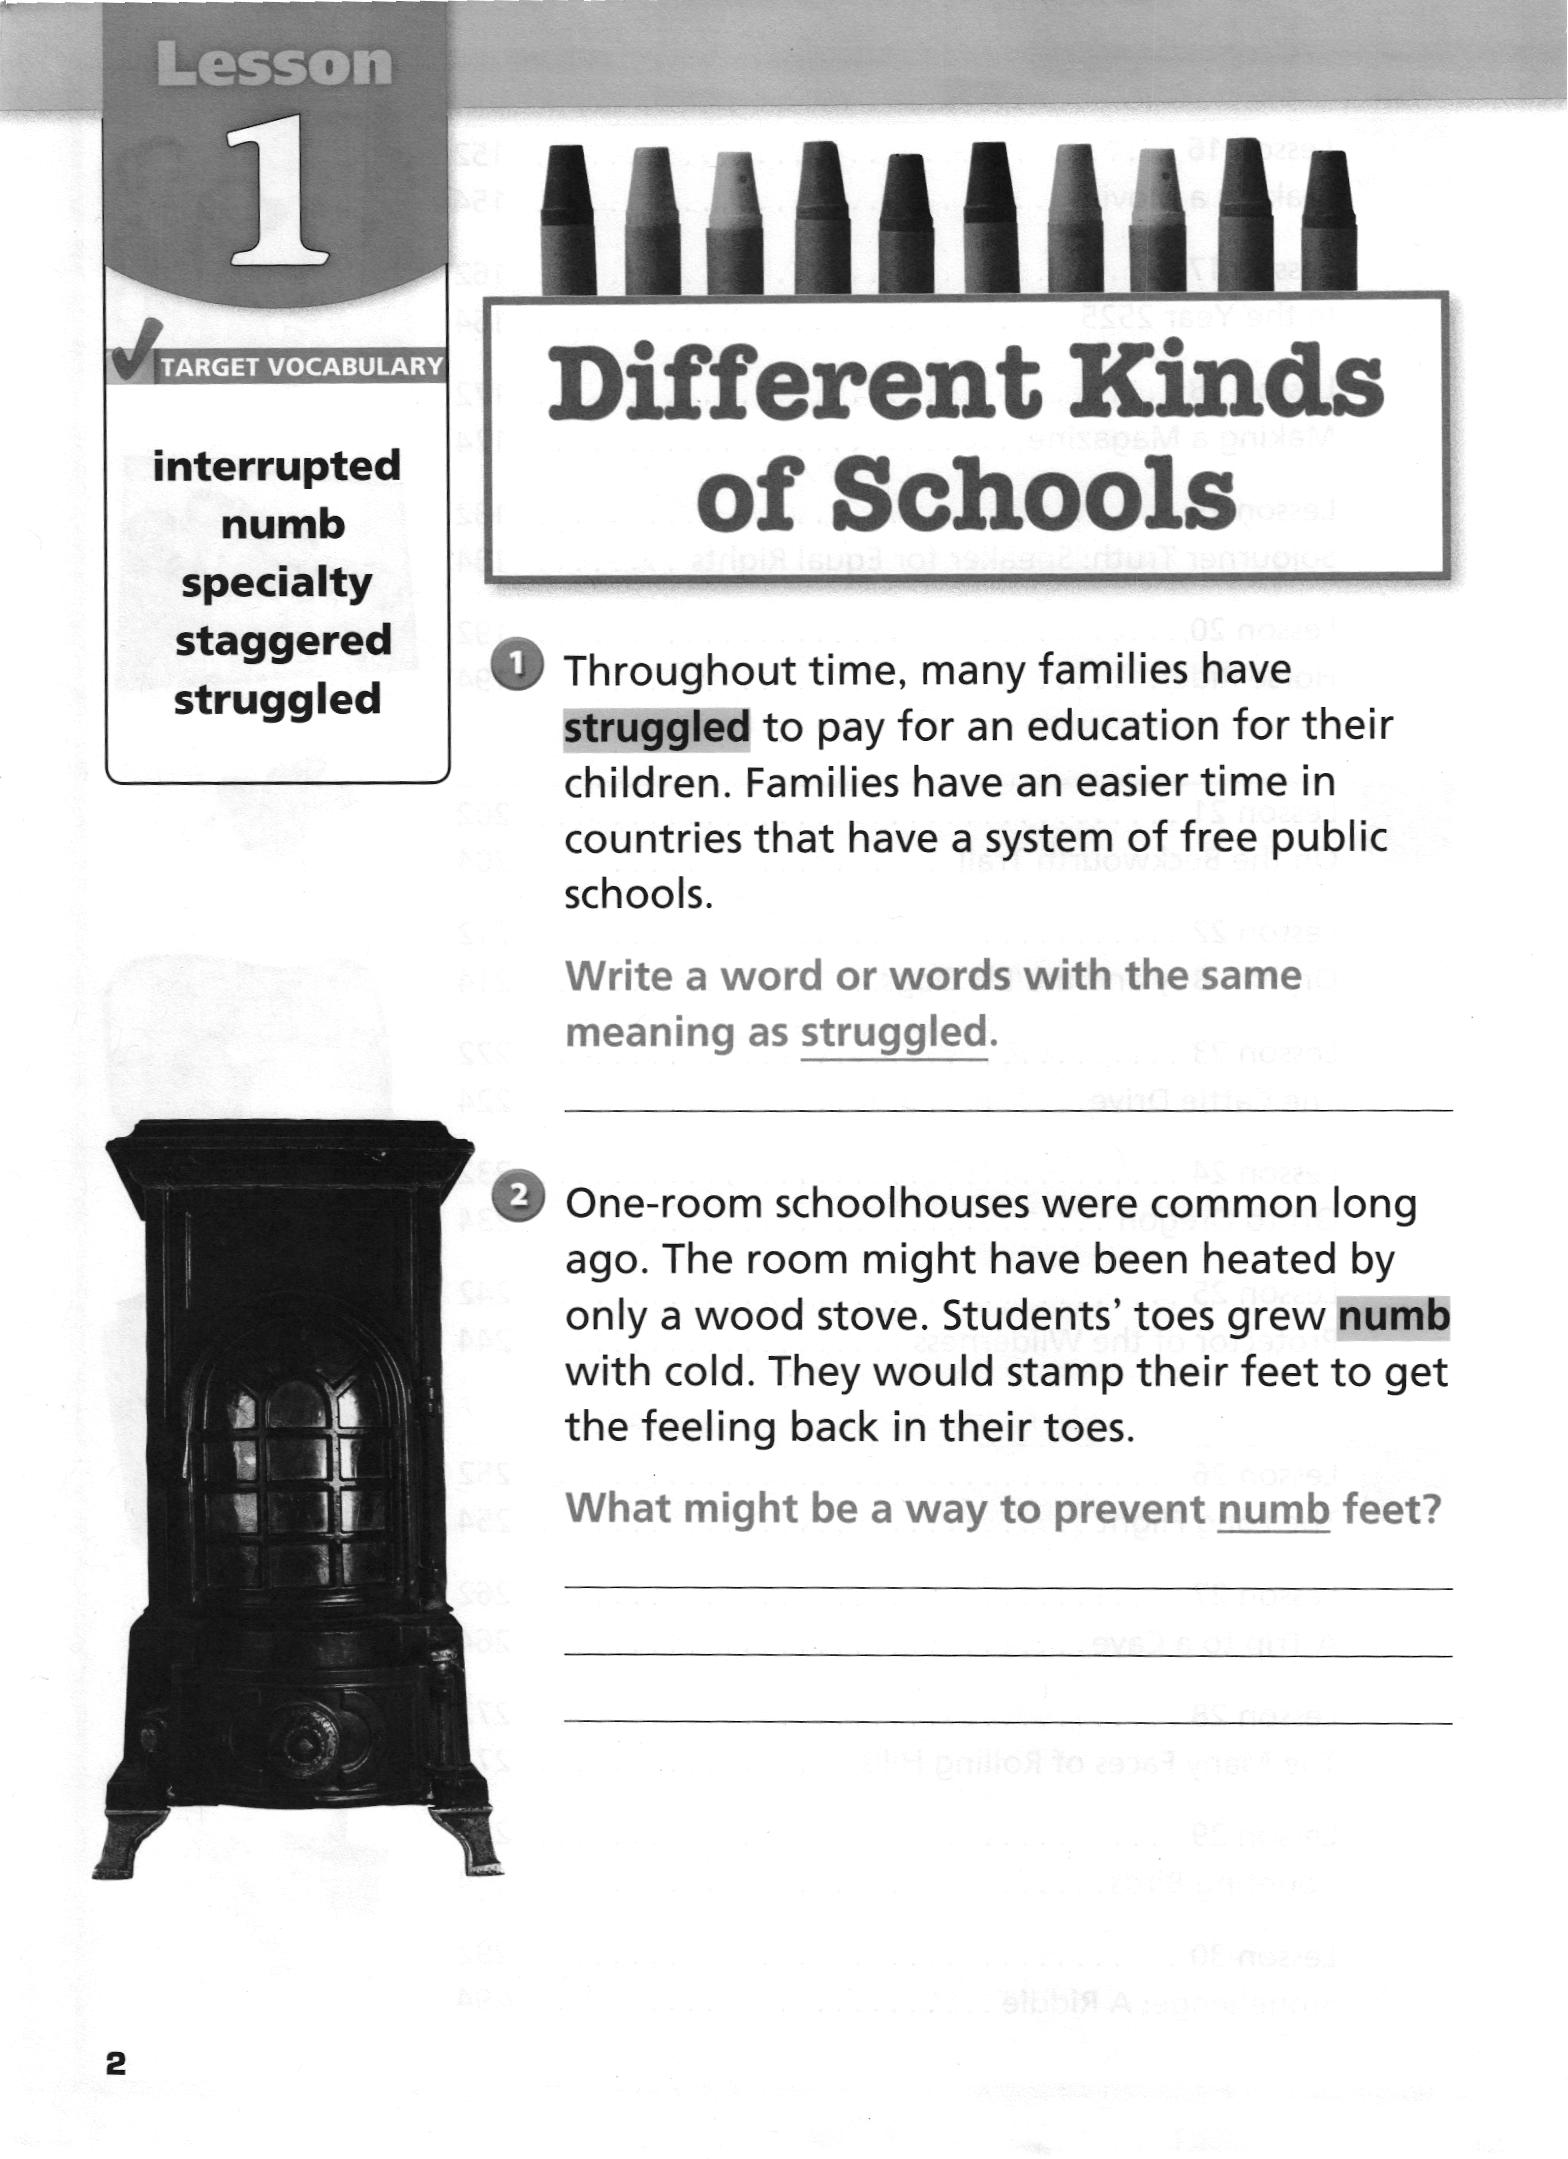 Lesson
1
TARGET VOCABULARY
interrupted
numb
specialty
staggered
struggled
Different Kinds
of Schools
1 Throughout time, many families have
struggled to pay for an education for their
children. Families have an easier time in
countries that have a system of free public
schools.
Write a word or words with the same
meaning as struggled.
2 One-room schoolhouses were common long
ago. The room might have been heated by
only a wood stove. Students’ toes grew numb
with cold. They would stamp their feet to get
the feeling back in their toes.
What might be a way to prevent numb feet?
2